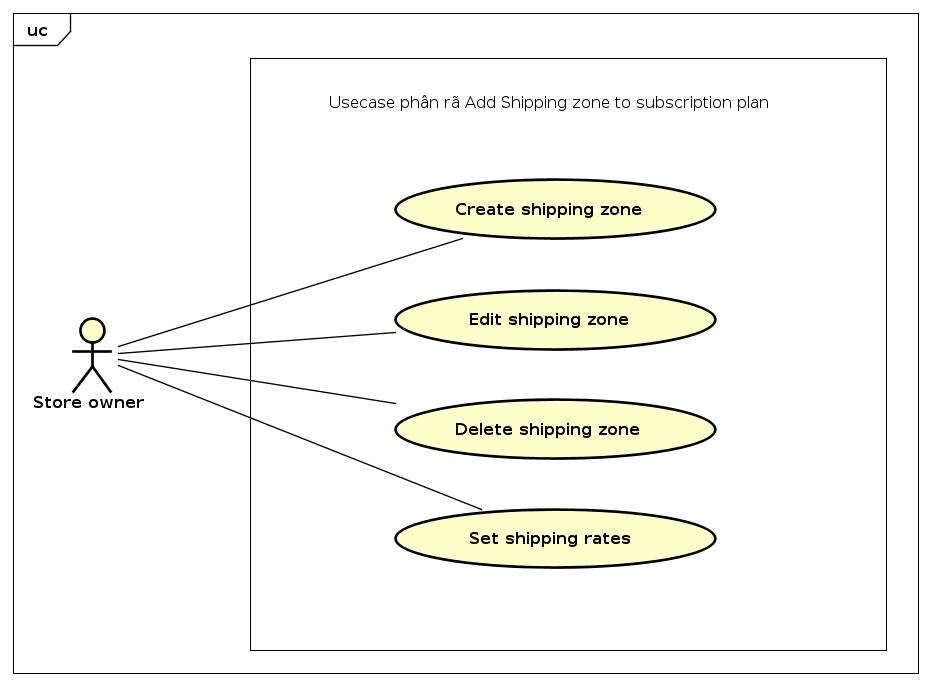 uc
Usecase phân rã Add Shipping zone to subscription plan
Create shipping zone
Edit shipping zone
Store owner
Delete shipping zone
Set shipping rates